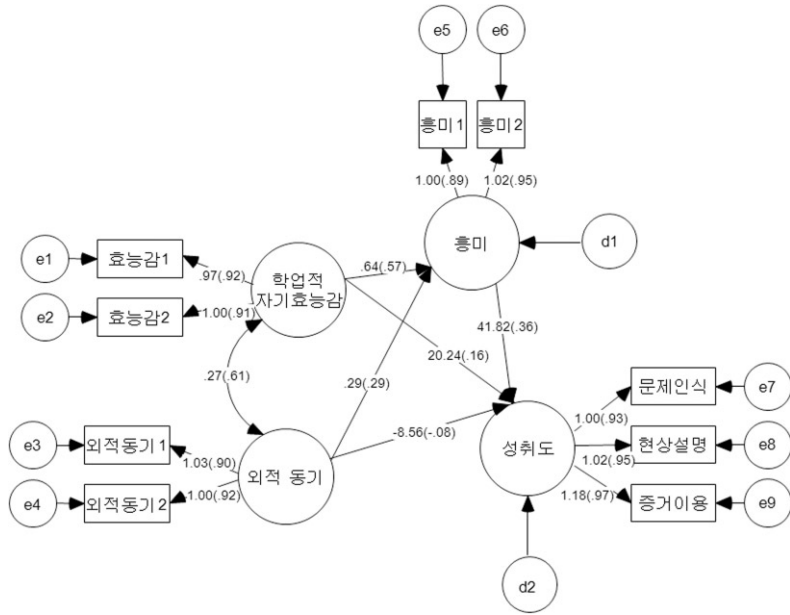 e5
e6
흥미1
흥미2
1.00(.89)
1.02(.95)
흥미
d1
e1
효능감1
.97(.92)
학업적
자기효능감
.64(.57)
e2
효능감2
1.00(.91)
41.82(.36)
20.24(.16)
.27(.61)
.29(.29)
문제인식
e7
-8.56(-.08)
1.00(.93)
e3
외적동기1
1.03(.90)
외적 동기
성취도
현상설명
e8
1.02(.95)
e4
외적동기2
1.00(.92)
1.18(.97)
증거이용
e9
d2